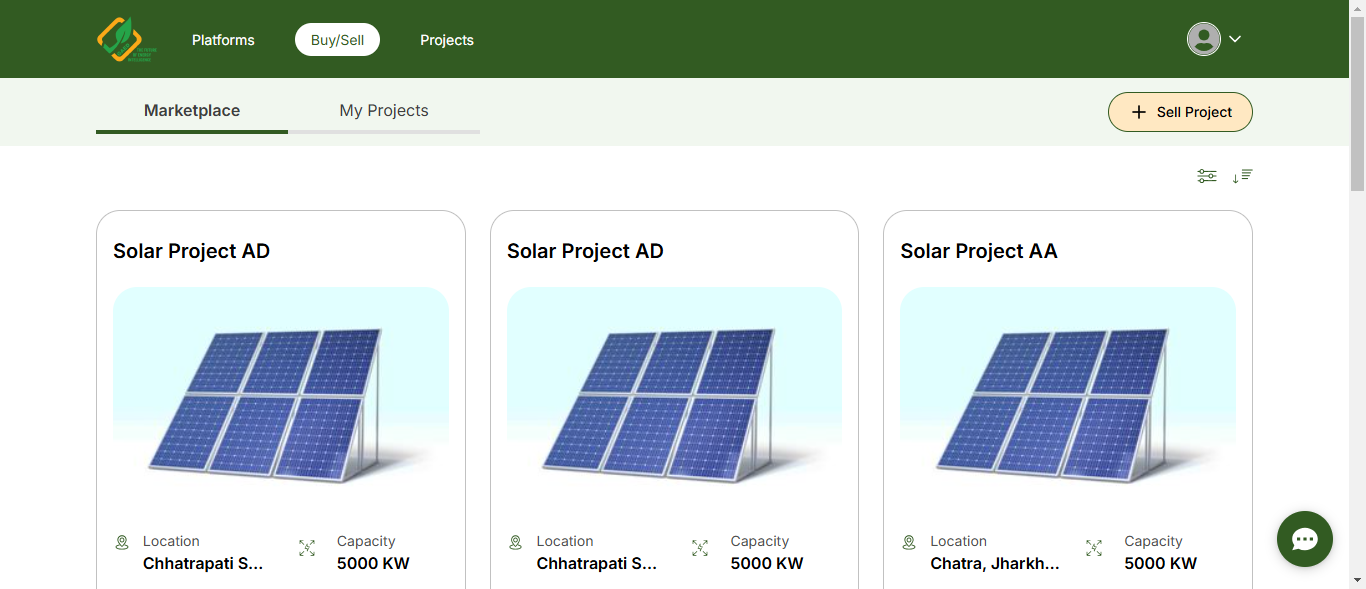 Platforms
Buy/Sell
Projects
Marketplace
My Projects
Sell Project
Solar Project AD
Solar Project AD
Solar Project AA
Location
Chhatrapati S...
Capacity
5000 KW
Location
Chhatrapati S...
Capacity
5000 KW
Location
Chatra, Jharkh...
Capacity
5000 KW